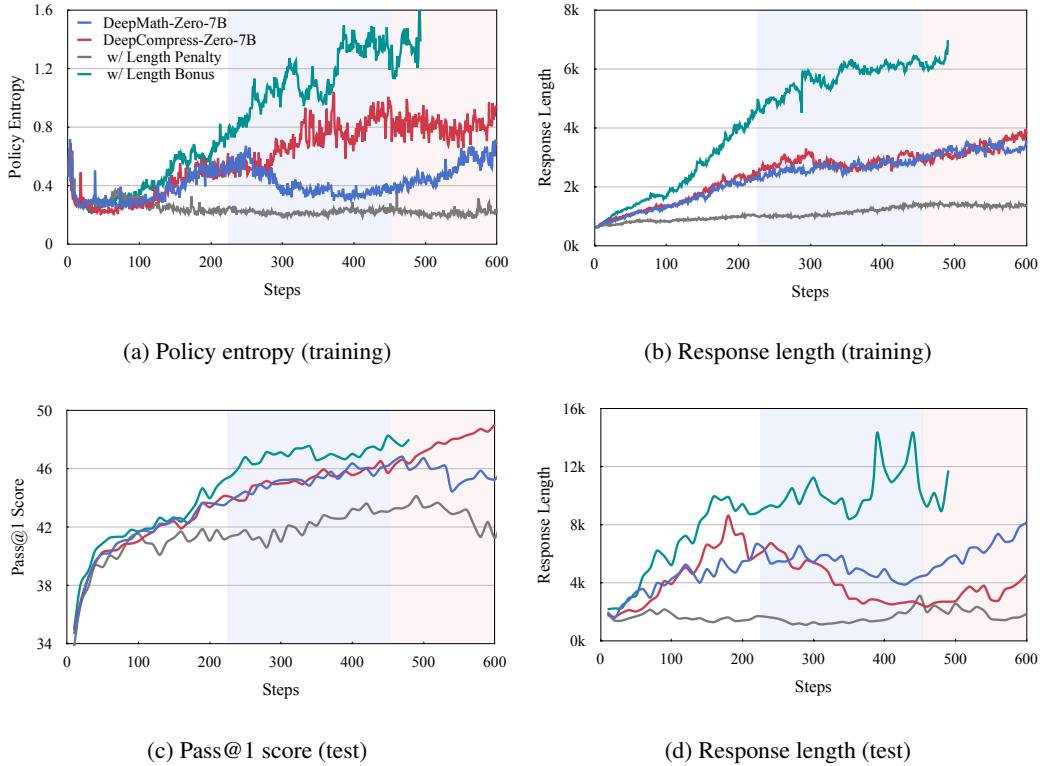 1.6
1.2
0.8
0.4
0
Policy Entropy
DeepMath-Zero-7B
DeepCompress-Zero-7B
w/ Length Penalty
w/ Length Bonus
0 100 200 300 400 500 600
Steps
(a) Policy entropy (training)
8k
6k
4k
2k
0k
Response Length
0 100 200 300 400 500 600
Steps
(b) Response length (training)
50
46
42
38
34
Pass@1 Score
0 100 200 300 400 500 600
Steps
(c) Pass@1 score (test)
16k
12k
8k
4k
0k
Response Length
0 100 200 300 400 500 600
Steps
(d) Response length (test)